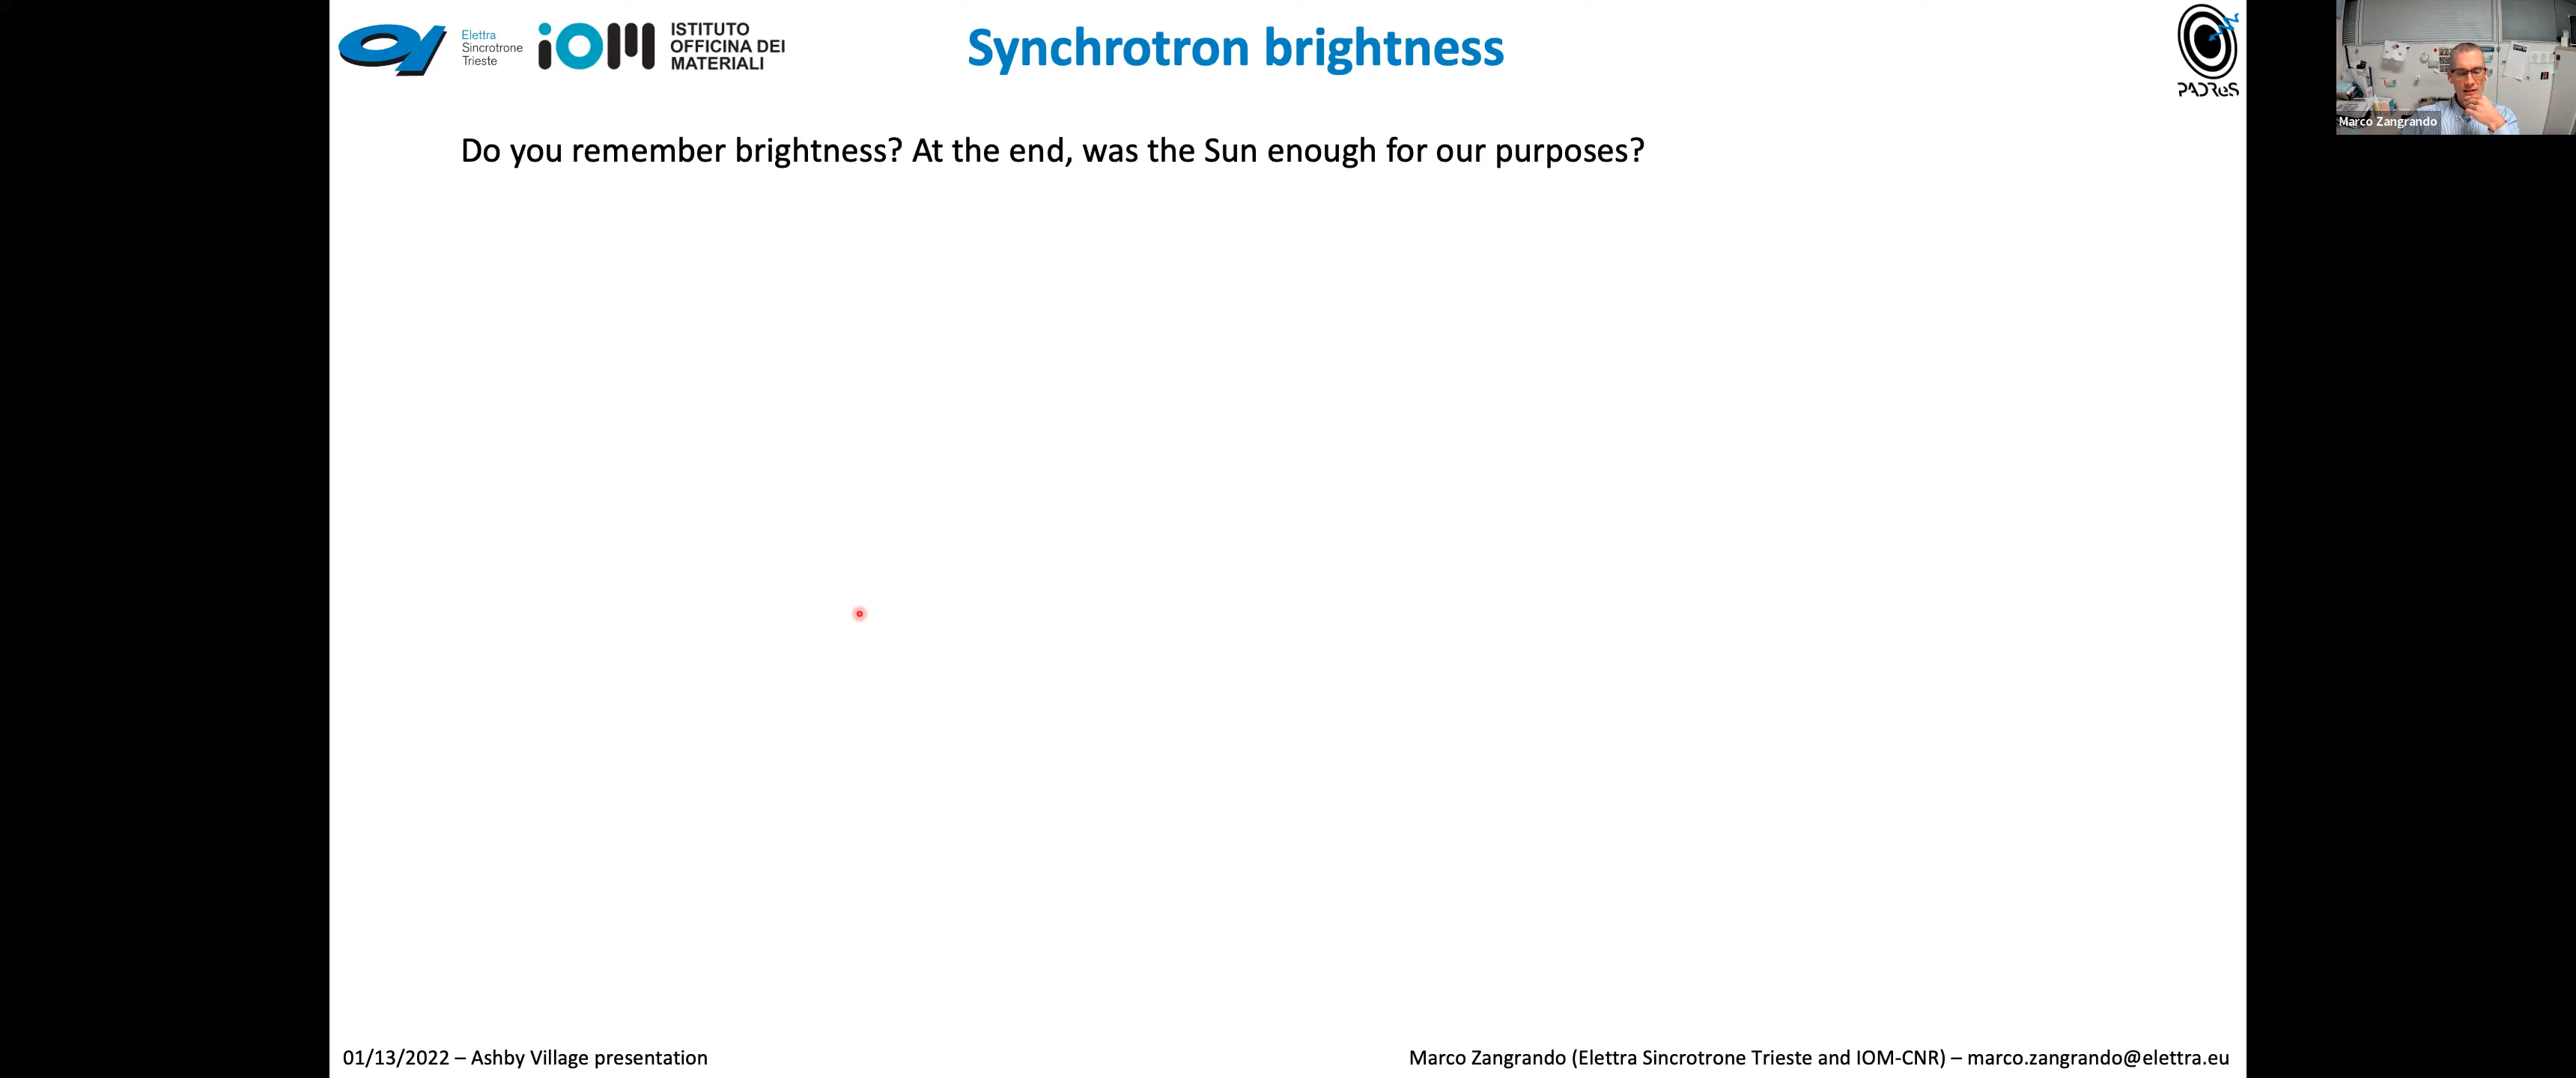 Elettra
Sincrotrone
Trieste
iOM
ISTITUTO
OFFICINA DEI
MATERIALI
Synchrotron brightness
PADReS
Marco Zangrando
Do you remember brightness? At the end, was the Sun enough for our purposes?
01/13/2022 – Ashby Village presentation
Marco Zangrando (Elettra Sincrotrone Trieste and IOM-CNR) – marco.zangrando@elettra.eu